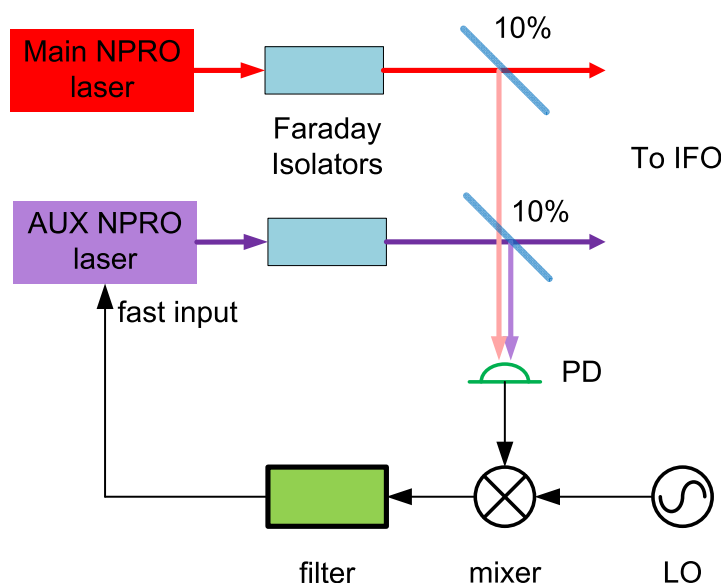 Main NPRO
laser
10%
Faraday
Isolators
To IFO
AUX NPRO
laser
10%
fast input
PD
filter
mixer
LO